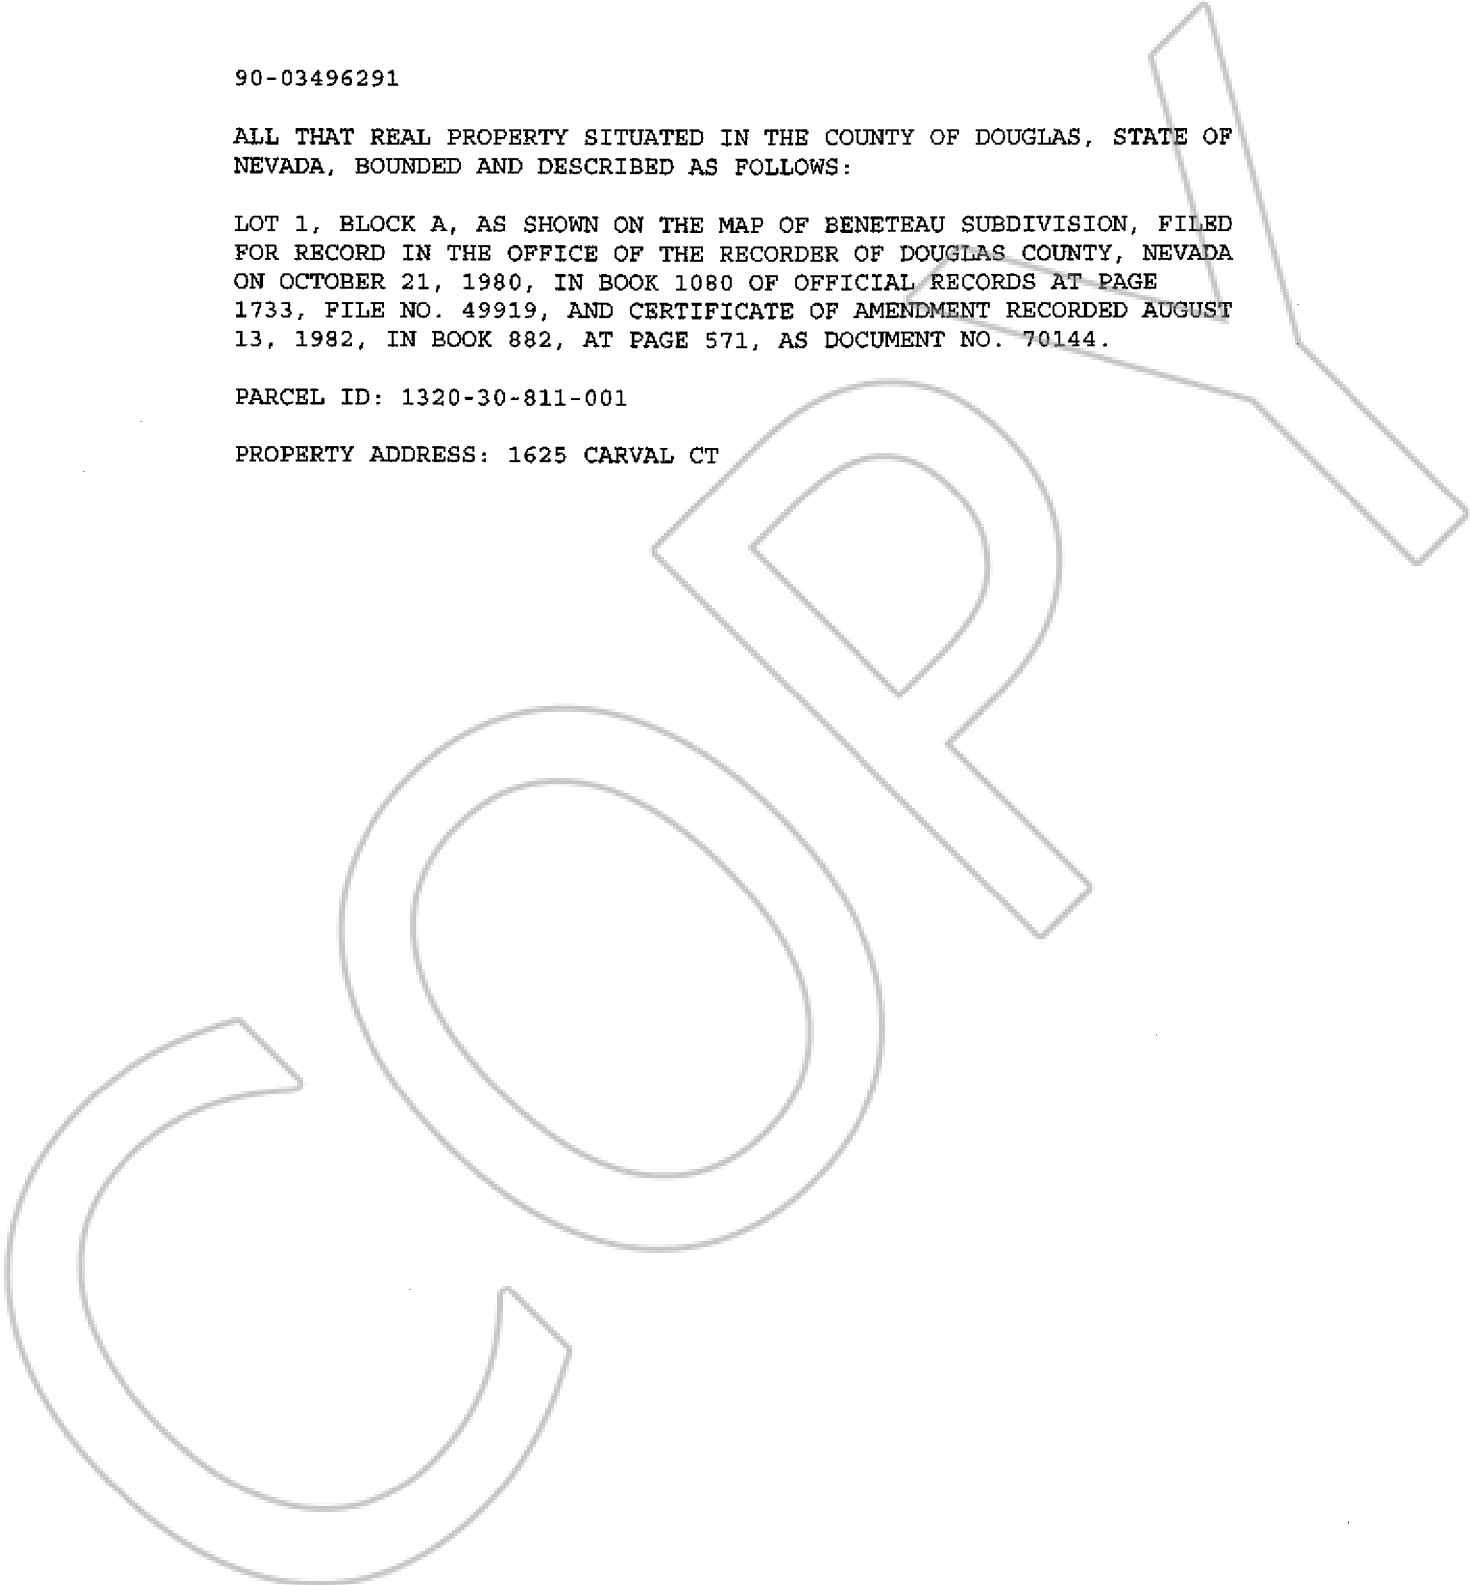 90-03496291
ALL THAT REAL PROPERTY SITUATED IN THE COUNTY OF DOUGLAS, STATE OF
NEVADA, BOUNDED AND DESCRIBED AS FOLLOWS:
LOT 1, BLOCK A, AS SHOWN ON THE MAP OF BENETEAU SUBDIVISION, FILED
FOR RECORD IN THE OFFICE OF THE RECORDER OF DOUGLAS COUNTY, NEVADA
ON OCTOBER 21, 1980, IN BOOK 1080 OF OFFICIAL RECORDS AT PAGE
1733, FILE NO. 49919, AND CERTIFICATE OF AMENDMENT RECORDED AUGUST
13, 1982, IN BOOK 882, AT PAGE 571, AS DOCUMENT NO. 70144.
PARCEL ID: 1320-30-811-001
PROPERTY ADDRESS: 1625 CARVAL CT
COPY